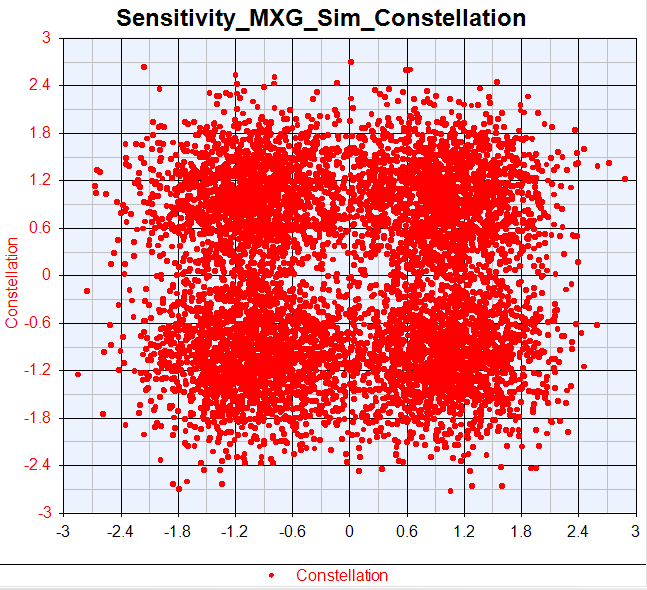 Sensitivity_MXG_Sim_Constellation
3
2.4
1.8
1.2
0.6
0
-0.6
-1.2
-1.8
-2.4
-3
Constellation
-3 -2.4 -1.8 -1.2 -0.6 0 0.6 1.2 1.8 2.4 3
Constellation